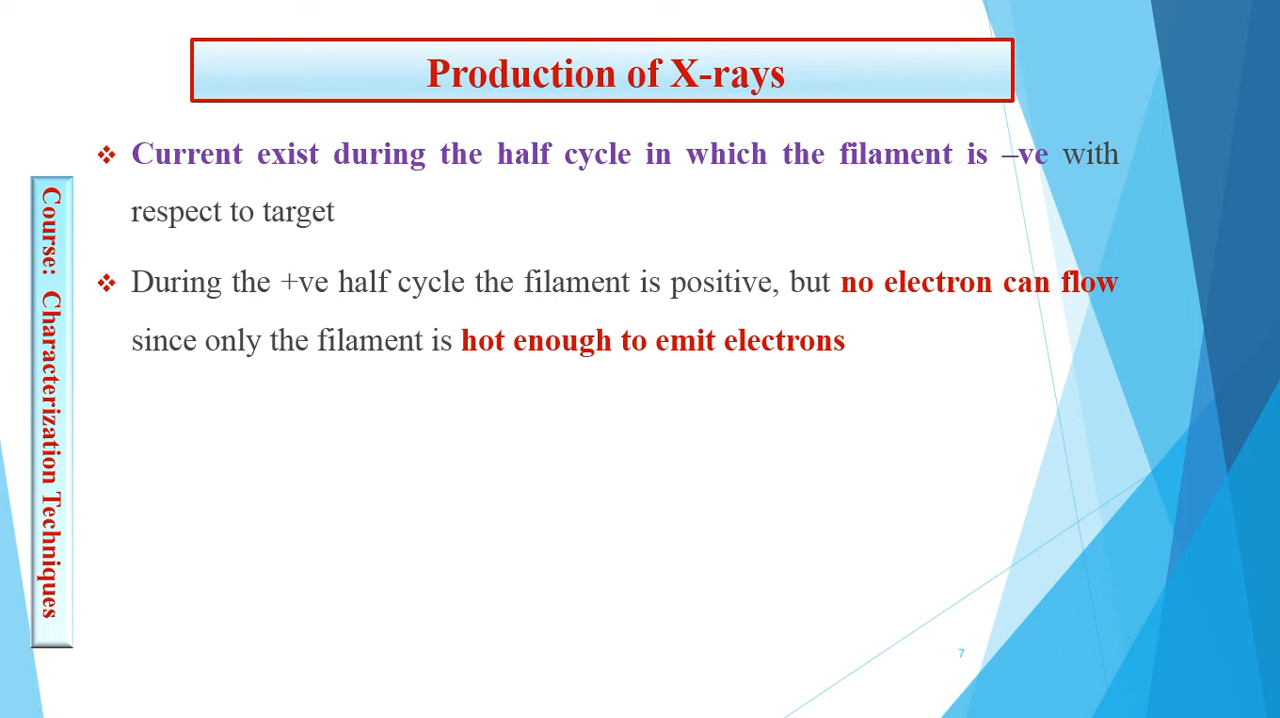 Production of X-rays
❖ Current exist during the half cycle in which the filament is –ve with
respect to target
❖ During the +ve half cycle the filament is positive, but no electron can flow
since only the filament is hot enough to emit electrons
Course: Characterization Techniques
7